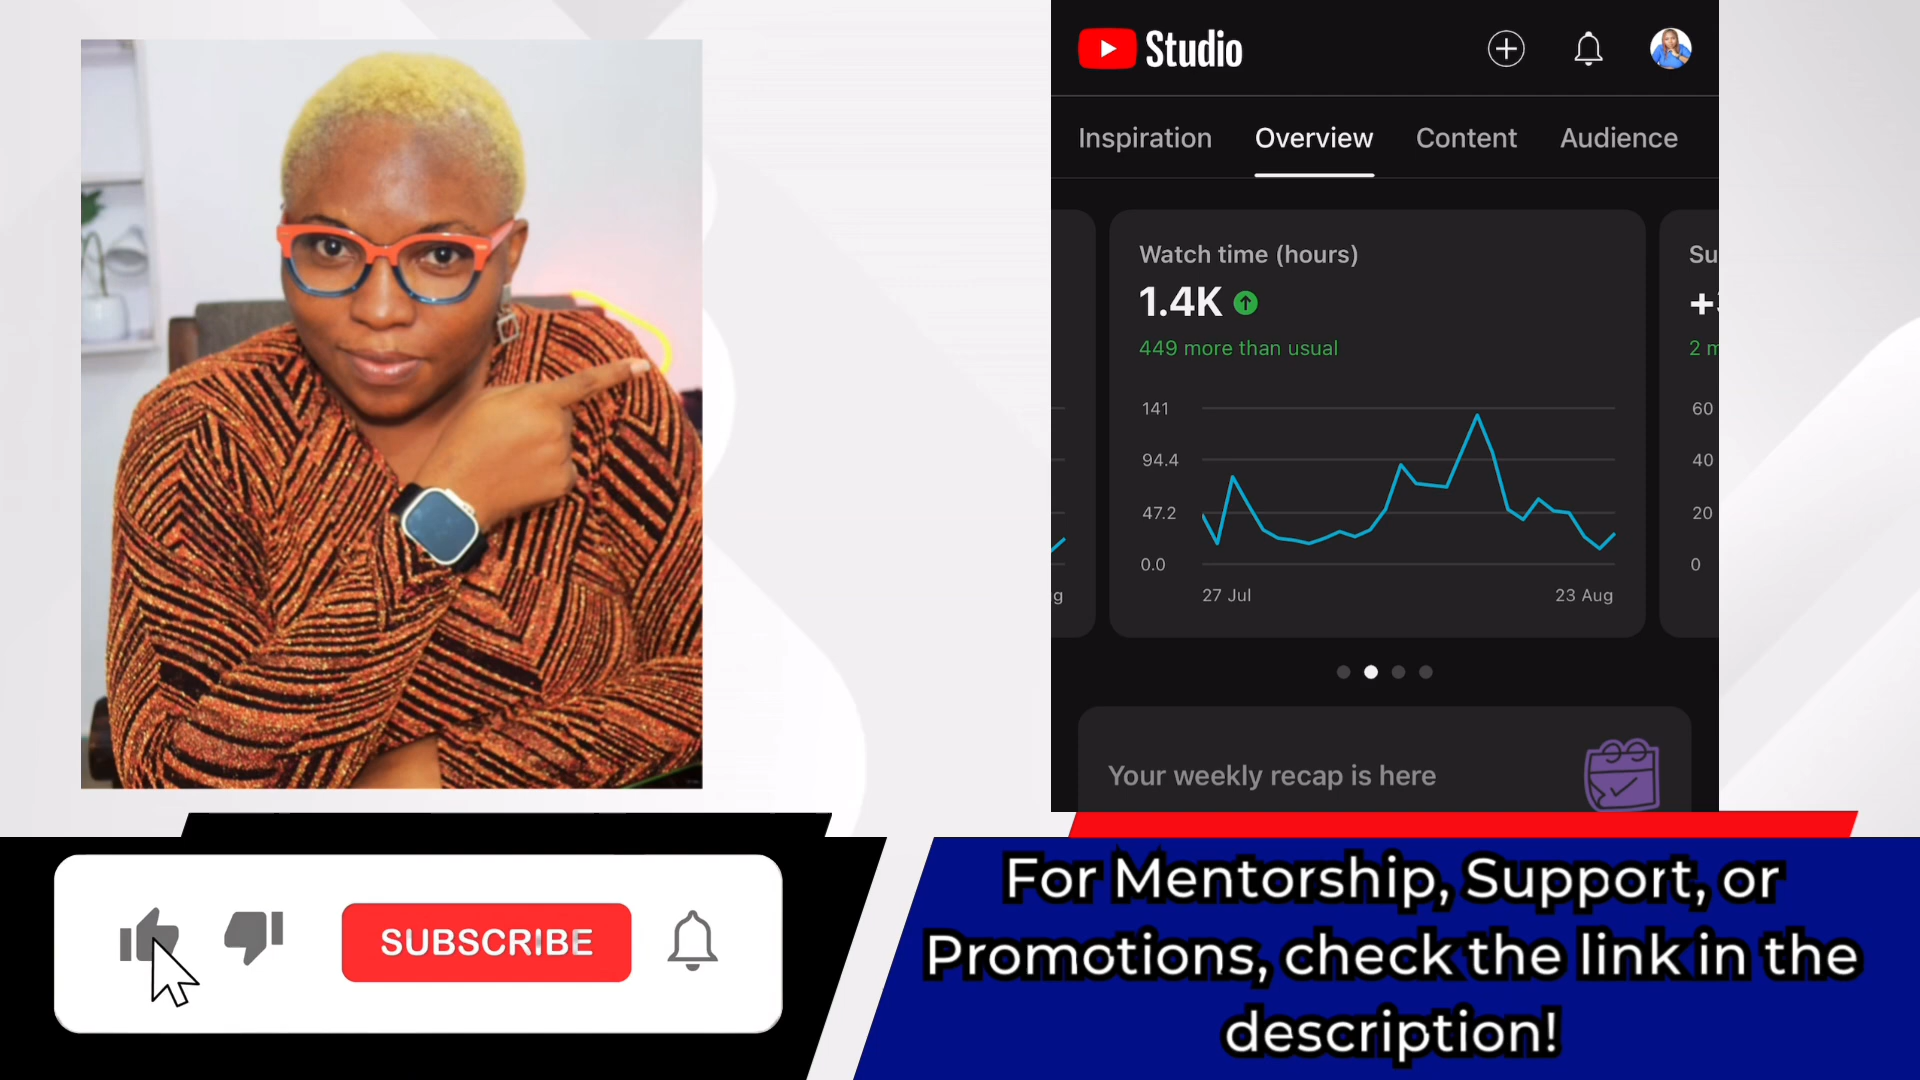 Studio
Inspiration Overview Content Audience
Watch time (hours)
1.4K
449 more than usual
141
94.4
47.2
0.0
27 Jul 23 Aug
Su
+
2 m
60
40
20
0
g
Your weekly recap is here
SUBSCRIBE
For Mentorship, Support, or
Promotions, check the link in the
description!